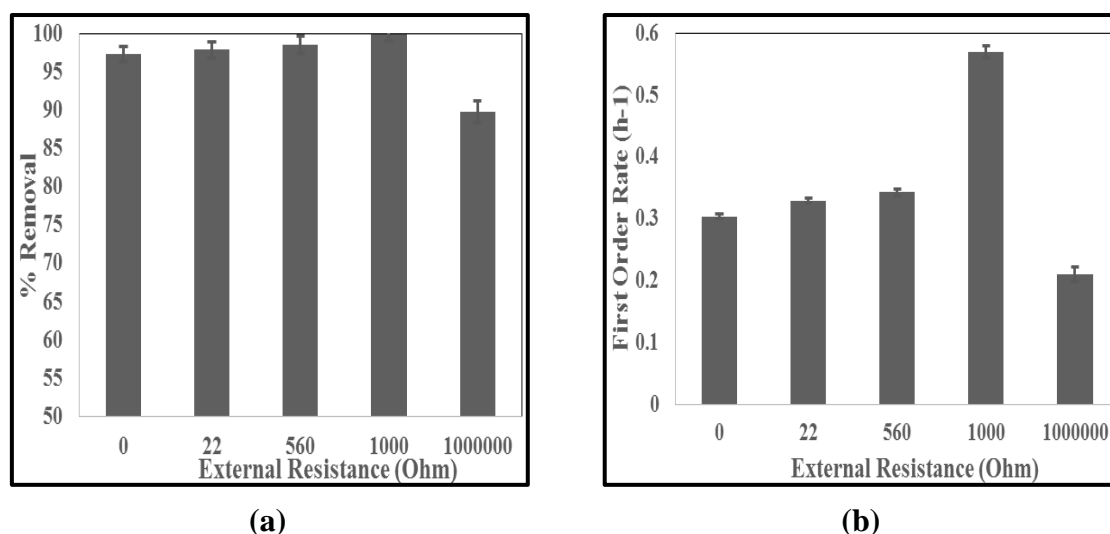 % Removal
100
95
90
85
80
75
70
65
60
55
50
0 22 560 1000 1000000
External Resistance (Ohm)
(a)
First Order Rate (h-1)
0.6
0.5
0.4
0.3
0.2
0.1
0
0 22 560 1000 1000000
External Resistance (Ohm)
(b)